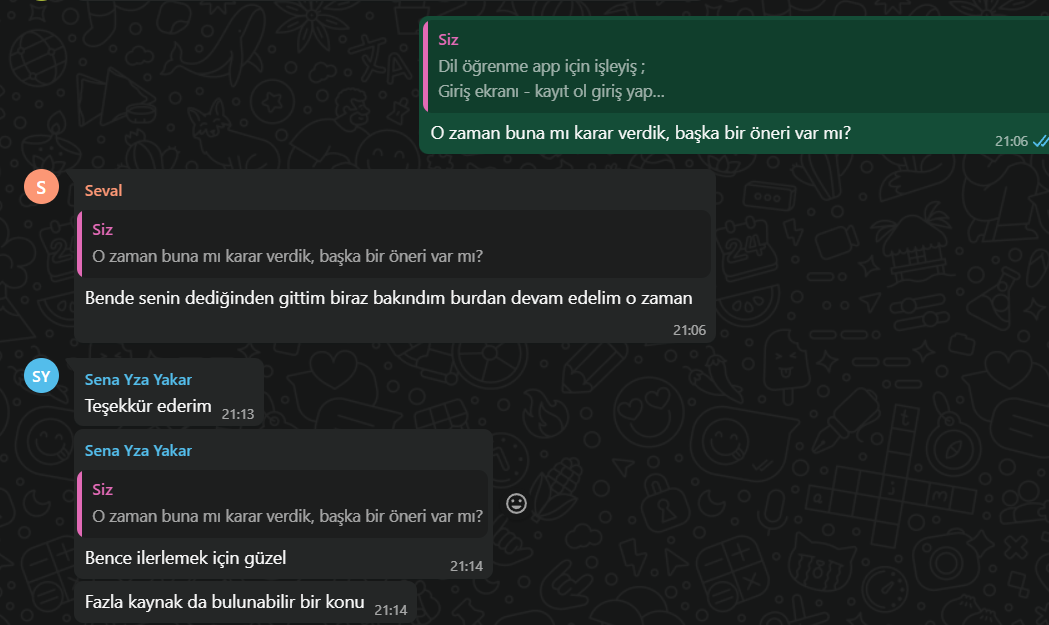 Siz
Dil öğrenme app için işleyiş ;
Giriş ekranı - kayıt ol giriş yap...
O zaman buna mı karar verdik, başka bir öneri var mı?
21:06
S
Seval
Siz
O zaman buna mı karar verdik, başka bir öneri var mı?
Bende senin dediğinden gittim biraz bakındım burdan devam edelim o zaman
21:06
SY
Sena Yza Yakar
Teşekkür ederim 21:13
Sena Yza Yakar
Siz
O zaman buna mı karar verdik, başka bir öneri var mı?
Bence ilerlemek için güzel
21:14
Fazla kaynak da bulunabilir bir konu 21:14